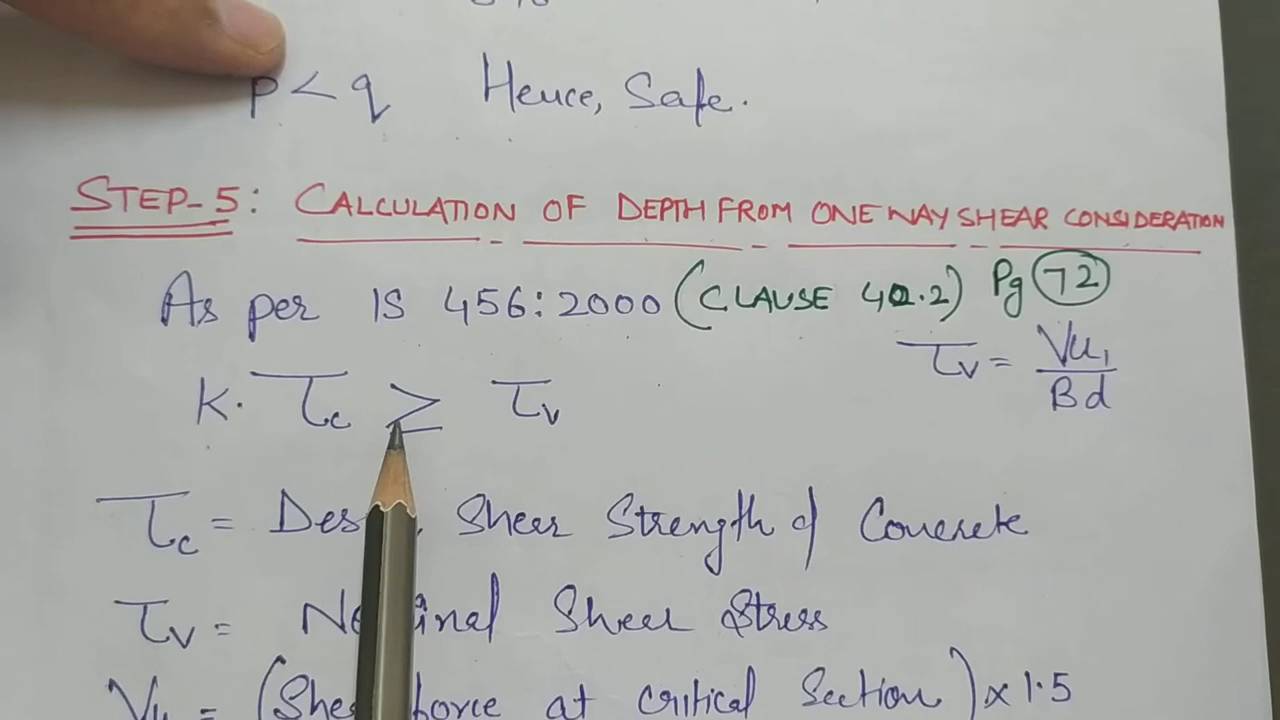 p < q Hence, Safe.
STEP-5: CALCULATION OF DEPTH FROM ONE WAY SHEAR CONSIDERATION
As per IS 456:2000 (CLAUSE 40.2) Pg 72
τv = Vu1 / Bd
K. τc ≥ τv
τc = Shear Strength of Concrete
τv = Shear Stress
Vu = ( force at critical Section) x 1.5